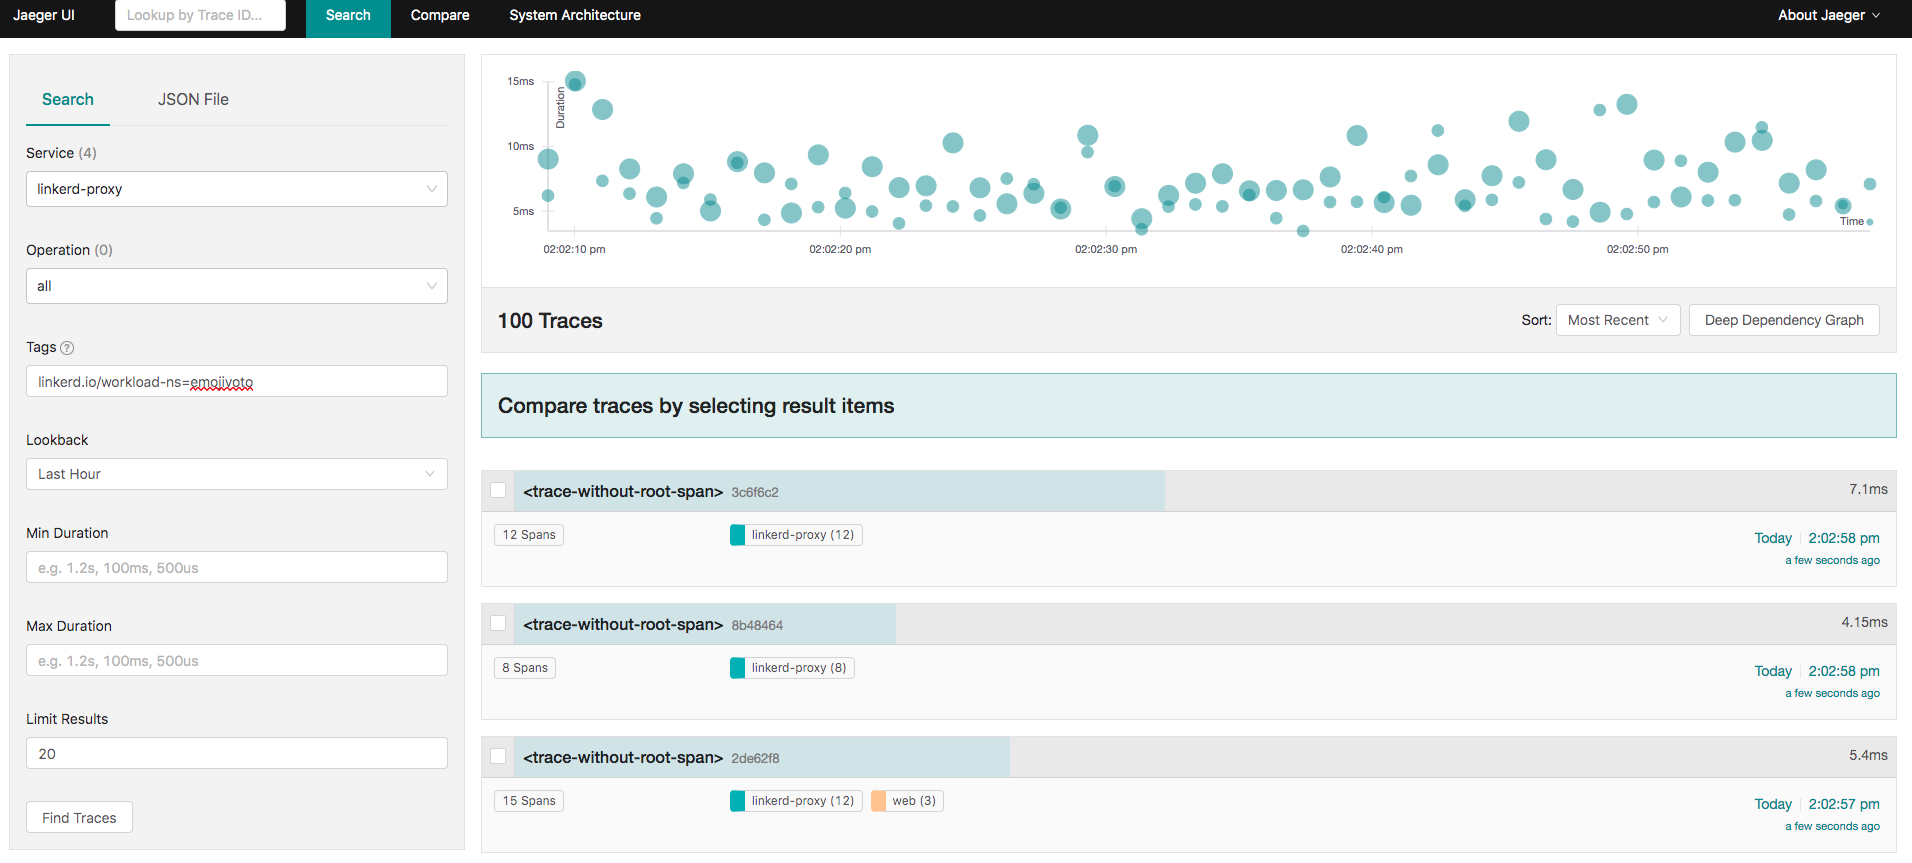 Jaeger UI
Lookup by Trace ID...
Search
Compare
System Architecture
About Jaeger
Search
JSON File
Service (4)
linkerd-proxy
Operation (0)
all
Tags
linkerd.io/workload-ns=emojivoto
Lookback
Last Hour
Min Duration
e.g. 1.2s, 100ms, 500us
Max Duration
e.g. 1.2s, 100ms, 500us
Limit Results
20
Find Traces
15ms
10ms
5ms
Duration
Time
02:02:10 pm
02:02:20 pm
02:02:30 pm
02:02:40 pm
02:02:50 pm
100 Traces
Sort:
Most Recent
Deep Dependency Graph
Compare traces by selecting result items
<trace-without-root-span> 3c6f6c2
7.1ms
12 Spans
linkerd-proxy (12)
Today
2:02:58 pm
a few seconds ago
<trace-without-root-span> 8b48464
4.15ms
8 Spans
linkerd-proxy (8)
Today
2:02:58 pm
a few seconds ago
<trace-without-root-span> 2de62f8
5.4ms
15 Spans
linkerd-proxy (12)
web (3)
Today
2:02:57 pm
a few seconds ago